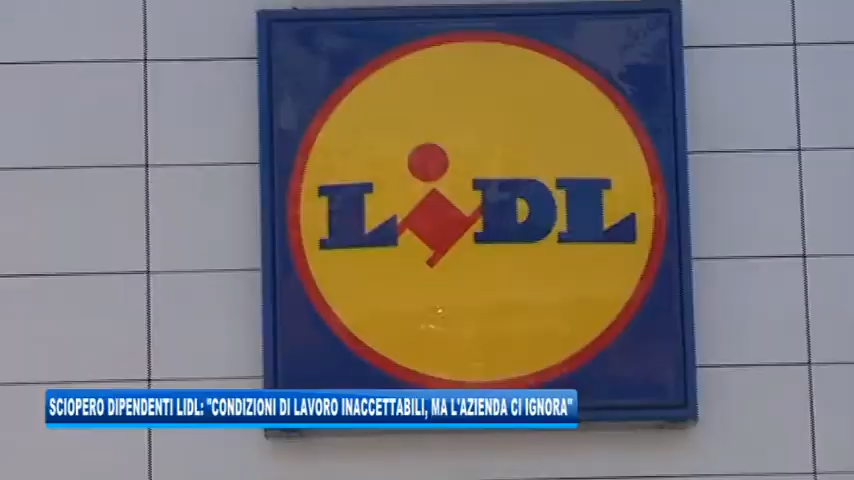 LIDL
SCIOPERO DIPENDENTI LIDL: "CONDIZIONI DI LAVORO INACCETTABILI, MA L'AZIENDA CI IGNORA"